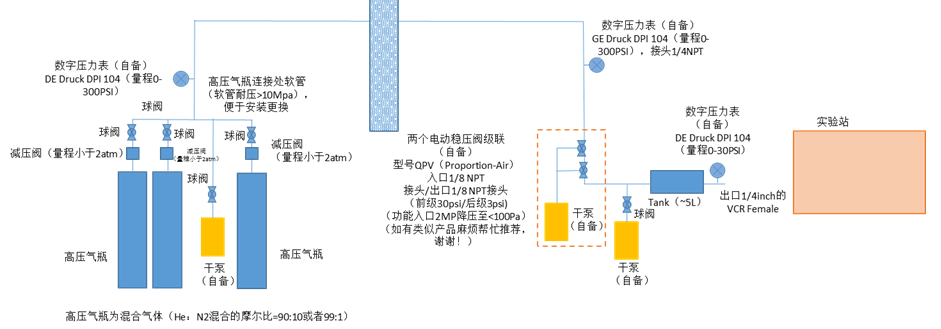 数字压力表（自备）
DE Druck DPI 104（量程0-
300PSI）
高压气瓶连接处软管
（软管耐压>10Mpa），
便于安装更换
球阀
球阀
球阀
球阀
减压阀（量程小于2atm）
减压阀
（量程小于2atm）
减压阀
（量程小于2atm）
球阀
高压气瓶
干泵
（自备）
高压气瓶
高压气瓶为混合气体（He：N2混合的摩尔比=90:10或者99:1）
数字压力表（自备）
GE Druck DPI 104（量程0-
300PSI），接头1/4NPT
两个电动稳压阀级联
（自备）
型号QPV（Proportion-Air）
入口1/8 NPT
接头/出口1/8 NPT接头
（前级30psi/后级3psi）
（功能入口2MP降压至<100Pa）
（如有类似产品麻烦帮忙推荐，
谢谢！）
干泵
（自备）
球阀
干泵
（自备）
数字压力表
（自备）
DE Druck DPI 104
（量程0-30PSI）
Tank（~5L）
出口1/4inch的
VCR Female
实验站